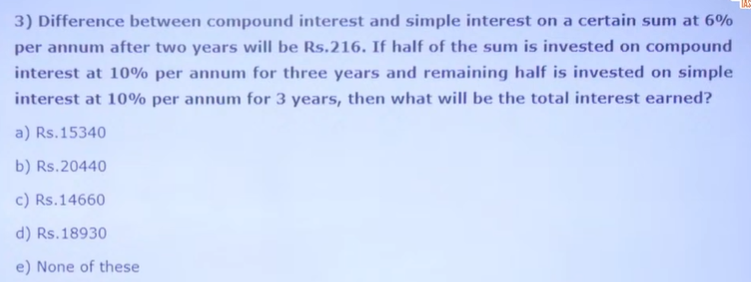 3) Difference between compound interest and simple interest on a certain sum at 6%
per annum after two years will be Rs.216. If half of the sum is invested on compound
interest at 10% per annum for three years and remaining half is invested on simple
interest at 10% per annum for 3 years, then what will be the total interest earned?
a) Rs.15340
b) Rs.20440
c) Rs.14660
d) Rs.18930
e) None of these